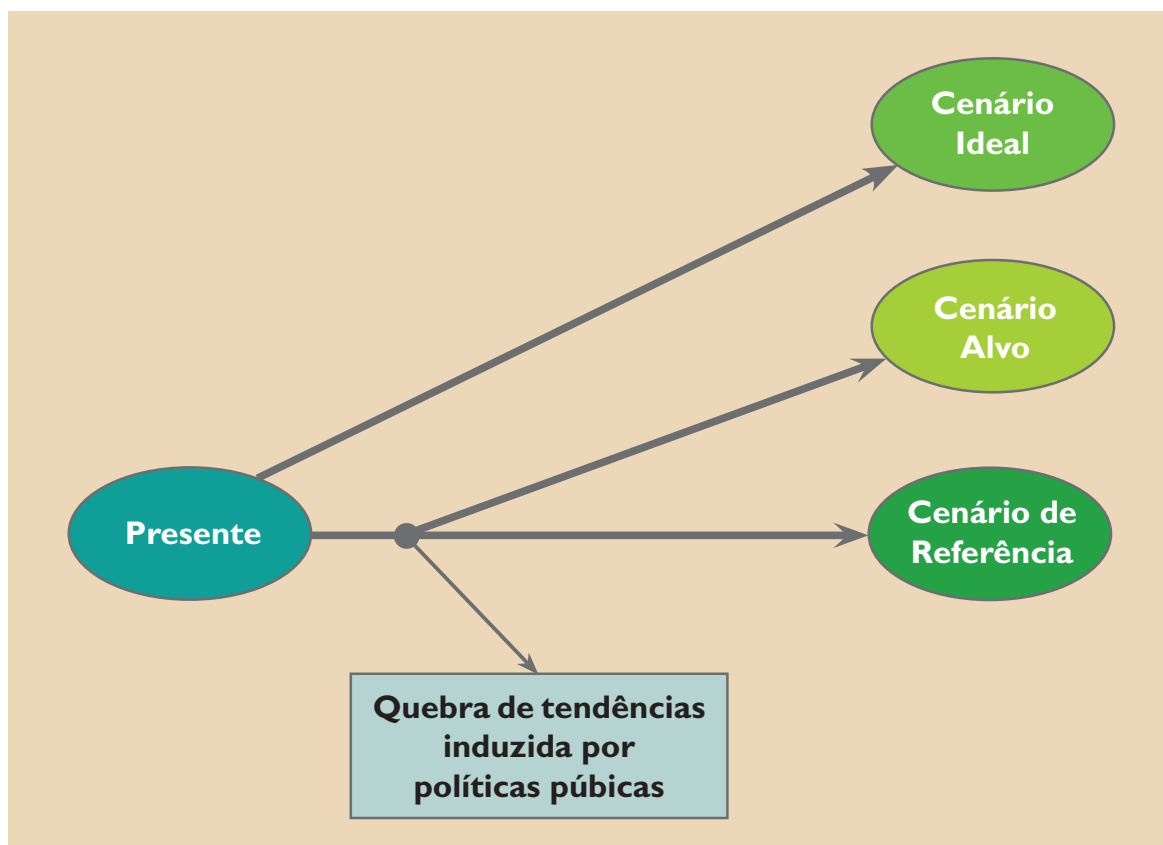 Cenário
Ideal
Cenário
Alvo
Presente
Cenário de
Referência
Quebra de tendências
induzida por
políticas púbicas